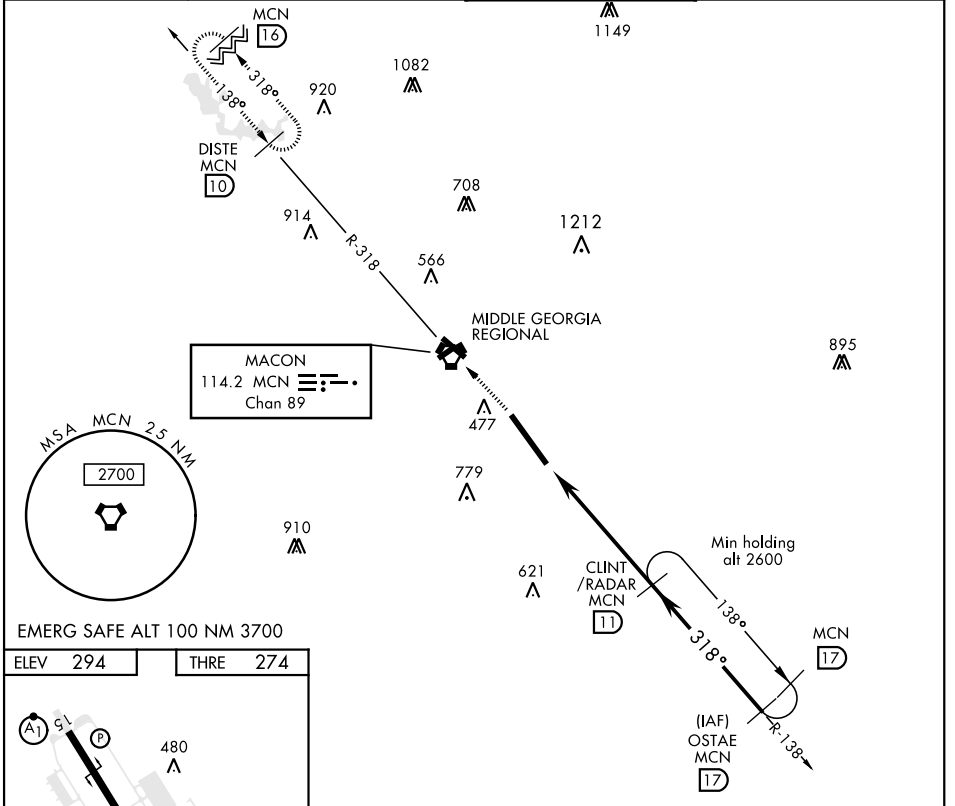 MCN
16
1149
1082
920
318°
138°
DISTE
MCN
10
708
914
1212
R-318
566
MIDDLE GEORGIA
REGIONAL
MACON
114.2 MCN
Chan 89
895
477
MSA MCN 25 NM
2700
779
910
Min holding
alt 2600
CLINT
/RADAR
MCN
11
621
138°
318°
MCN
17
EMERG SAFE ALT 100 NM 3700
ELEV 294
THRE 274
(IAF)
OSTAE
MCN
17
R-138
A1
15
P
480